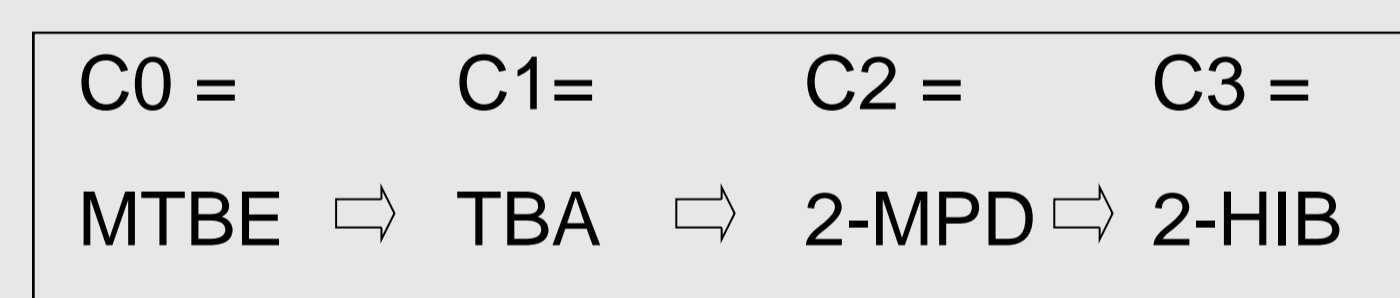 C0 = C1= C2 = C3 =
MTBE ⇨ TBA ⇨ 2-MPD ⇨ 2-HIB